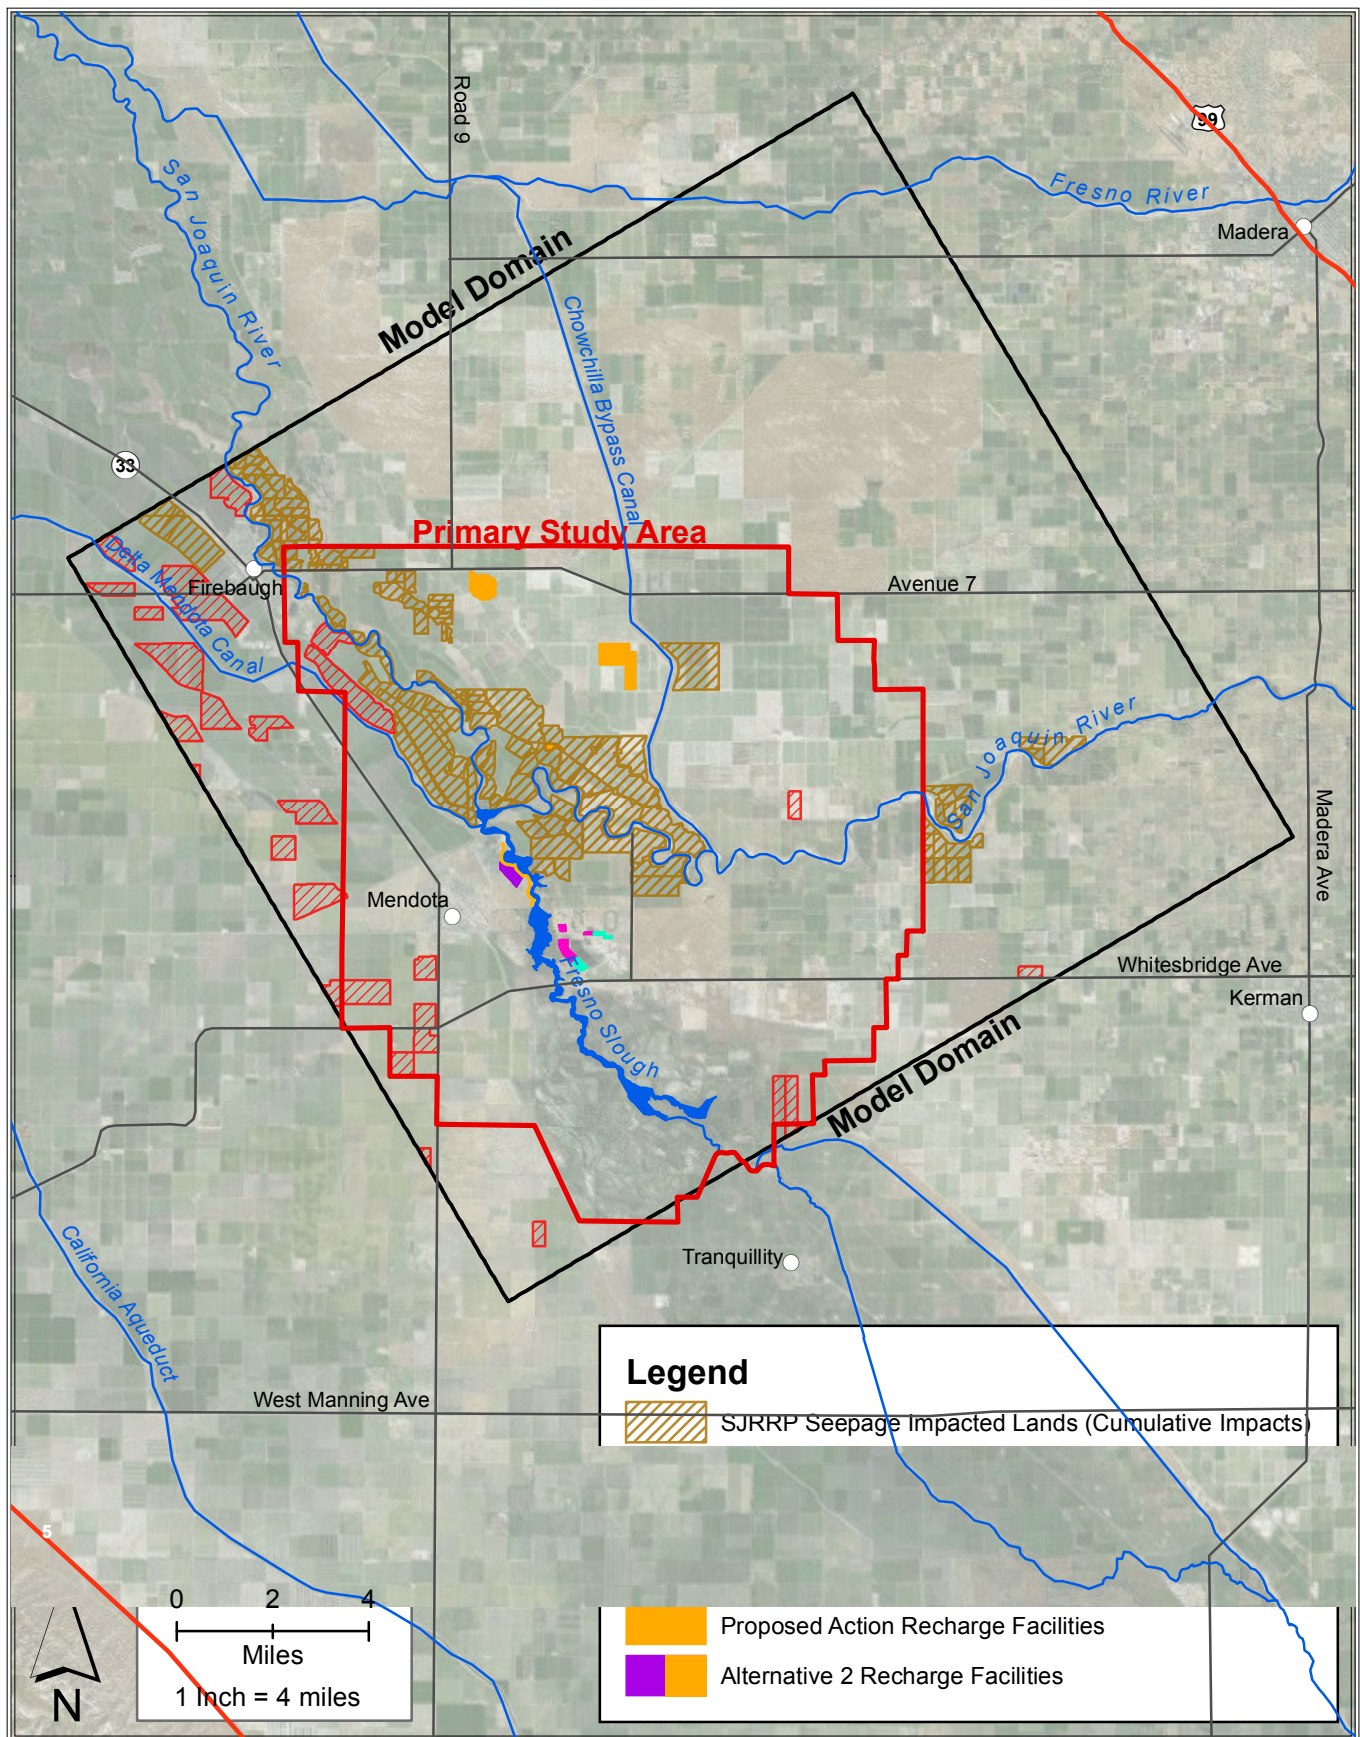 Road 9
99
San Joaquin River
Fresno River
Madera
Model Domain
Chowchilla Bypass Canal
33
Primary Study Area
Delta Mendota Canal
Firebaugh
Avenue 7
San Joaquin River
Madera Ave
Mendota
Whitesbridge Ave
Kerman
Fresno Slough
Model Domain
Tranquillity
California Aqueduct
West Manning Ave
Legend
SJRRP Seepage Impacted Lands (Cumulative Impacts)
5
0 2 4
Miles
1 Inch = 4 miles
N
Proposed Action Recharge Facilities
Alternative 2 Recharge Facilities